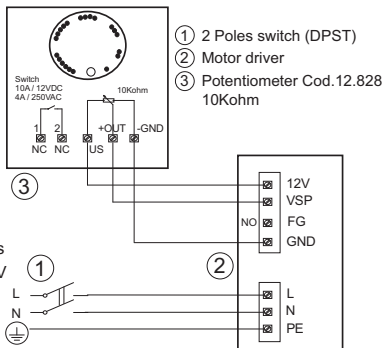 Switch
10A / 12VDC
4A / 250VAC
10Kohm
1 2 +OUT -GND
NC NC US
3
1 2 Poles switch (DPST)
2 Motor driver
3 Potentiometer Cod.12.828
10Kohm
12V
VSP
NO FG
GND
2
s
V
1
L
N
L
N
PE